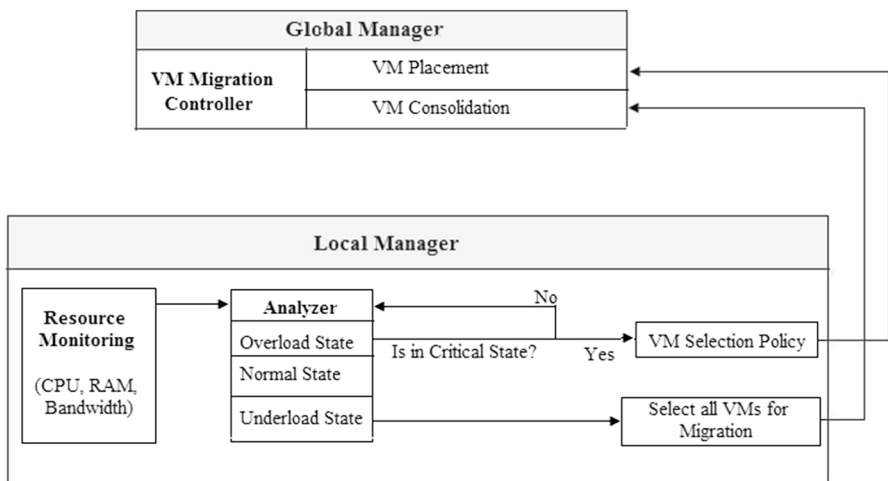 Global Manager
VM Migration
Controller
VM Placement
VM Consolidation
Local Manager
Resource
Monitoring
(CPU, RAM,
Bandwidth)
Analyzer
Overload State
Normal State
Underload State
No
Is in Critical State?
Yes
VM Selection Policy
Select all VMs for
Migration